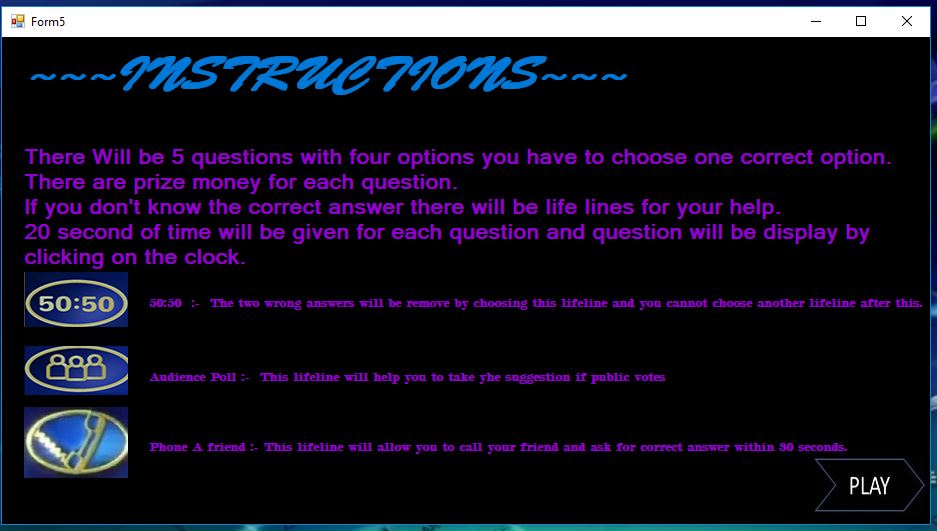 Form5
~~~INSTRUCTIONS~~~
There Will be 5 questions with four options you have to choose one correct option.
There are prize money for each question.
If you don't know the correct answer there will be life lines for your help.
20 second of time will be given for each question and question will be display by
clicking on the clock.
50:50
50:50 :- The two wrong answers will be remove by choosing this lifeline and you cannot choose another lifeline after this.
Audience Poll :- This lifeline will help you to take yhe suggestion if public votes
Phone A friend :- This lifeline will allow you to call your friend and ask for correct answer within 30 seconds.
PLAY